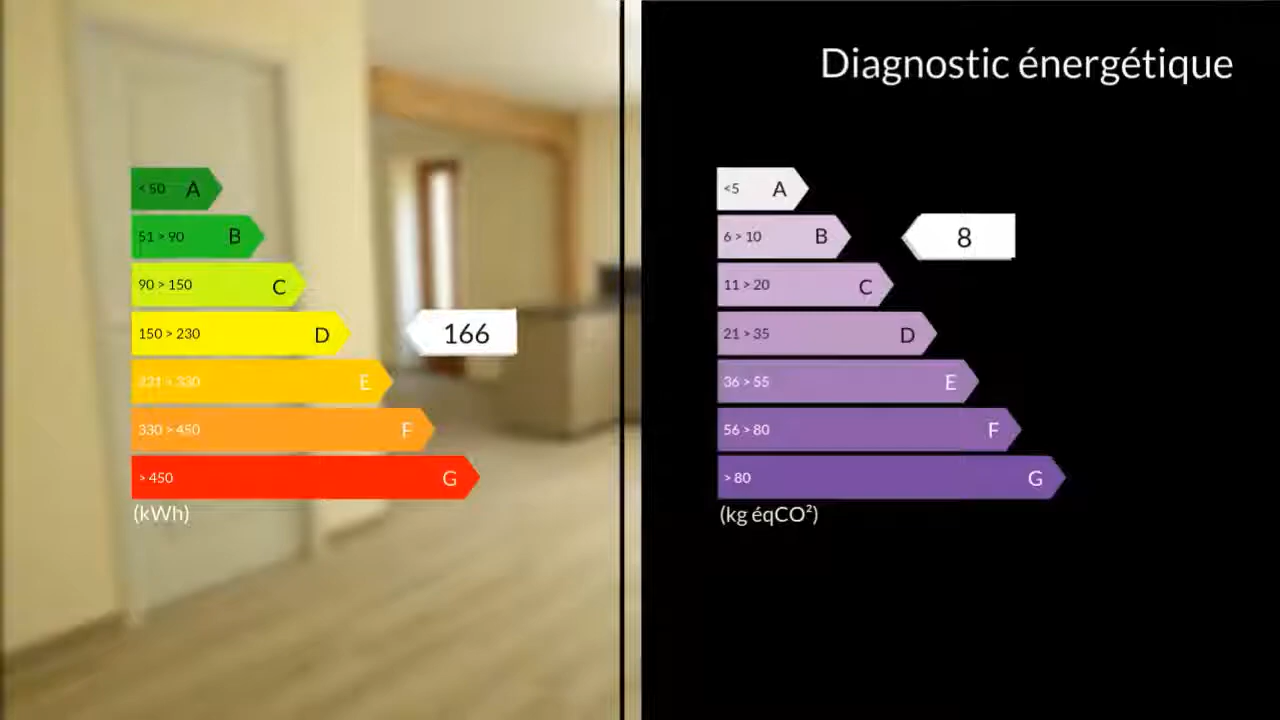 Diagnostic énergétique
<50 A
51 > 90 B
90 > 150 C
150 > 230 D
166
231 > 330 E
330 > 450 F
> 450 G
(kWh)
<5 A
6 > 10 B
8
11 > 20 C
21 > 35 D
36 > 55 E
56 > 80 F
> 80 G
(kg éqCO²)